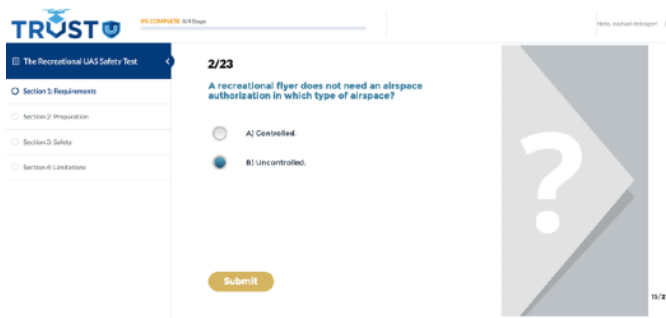 TRUST U
0% COMPLETE 0/4 Steps
Hello,
The Recreational UAS Safety Test
Section 1: Requirements
Section 2: Preparation
Section 3: Safety
Section 4: Limitations
2/23
A recreational flyer does not need an airspace
authorization in which type of airspace?
A) Controlled.
B) Uncontrolled.
Submit
?